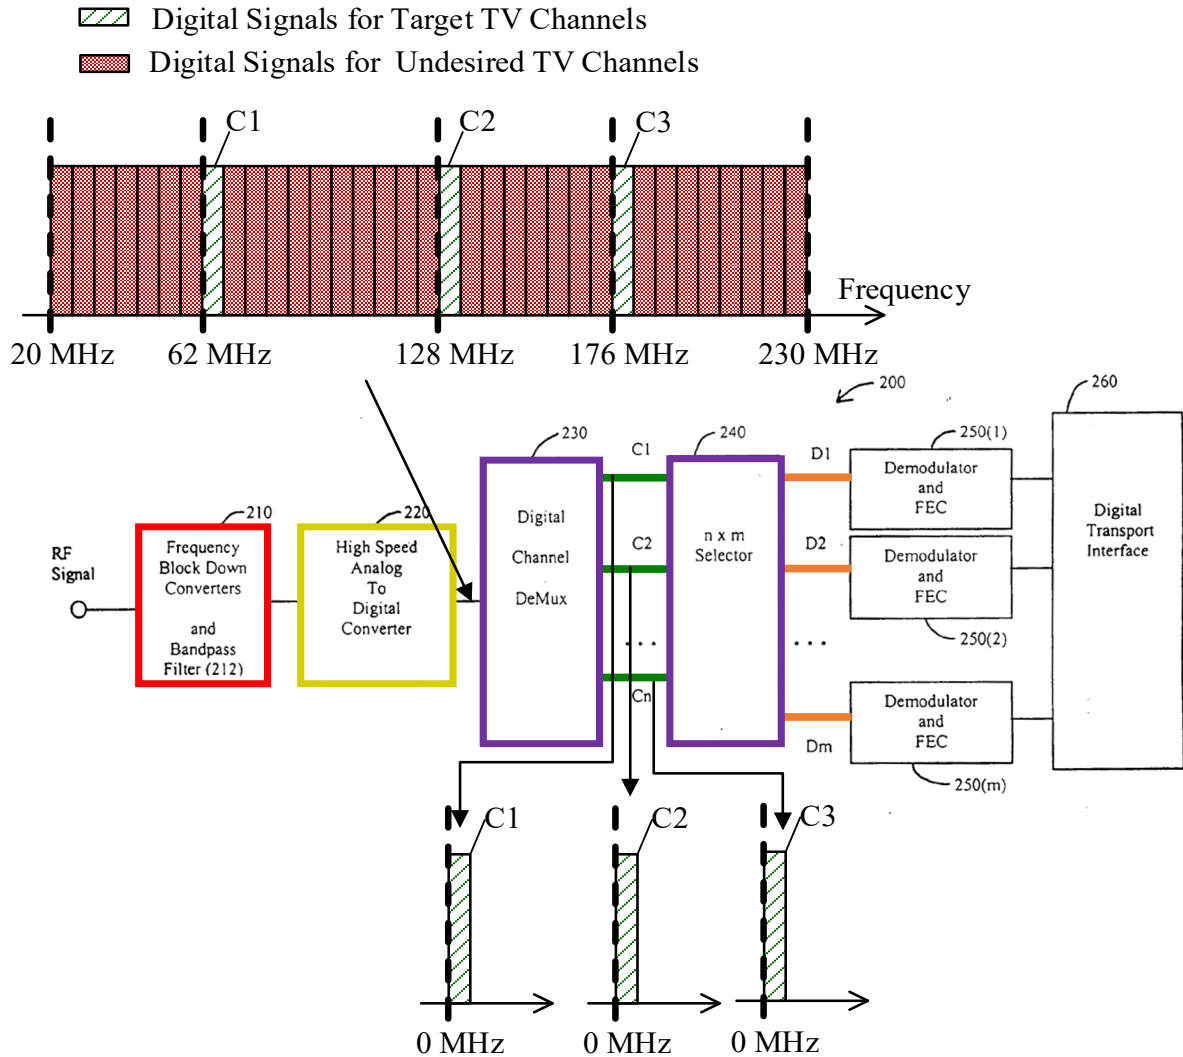 Digital Signals for Target TV Channels
Digital Signals for Undesired TV Channels
C1
C2
C3
Frequency
20 MHz
62 MHz
128 MHz
176 MHz
230 MHz
200
260
230
240
250(1)
C1
D1
Demodulator
and
FEC
210
220
Digital
Channel
DeMux
n x m
Selector
Digital
Transport
Interface
RF
Signal
Frequency
Block Down
Converters
and
Bandpass
Filter (212)
High Speed
Analog
To
Digital
Converter
C2
D2
Demodulator
and
FEC
250(2)
...
...
Cn
Dm
Demodulator
and
FEC
250(m)
C1
C2
C3
0 MHz
0 MHz
0 MHz